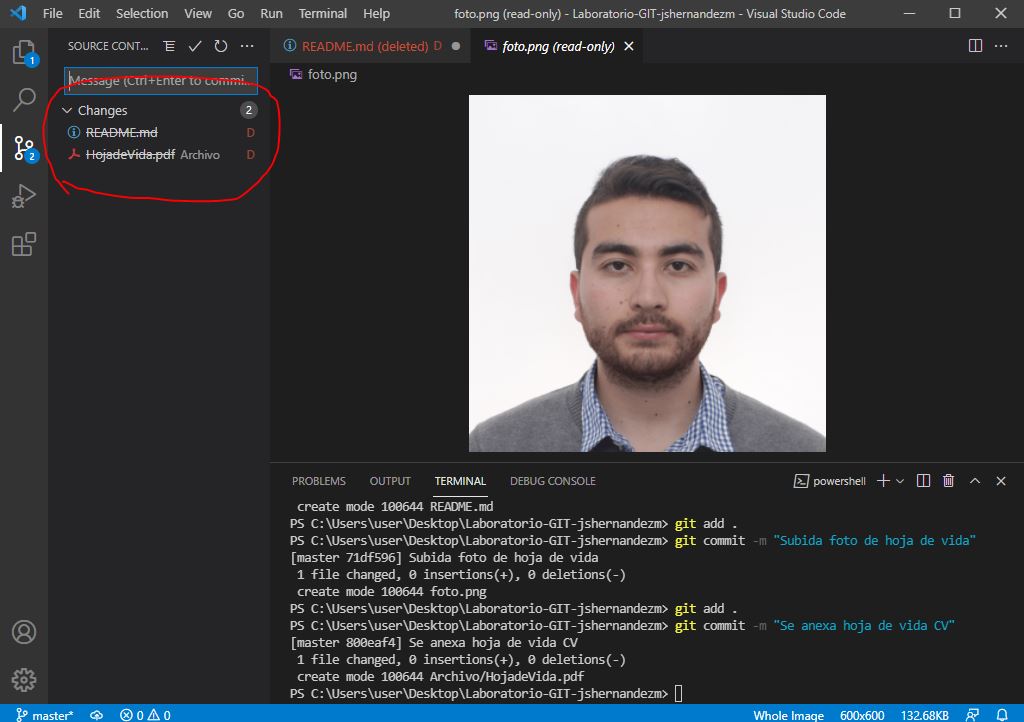 File Edit Selection View Go Run Terminal Help foto.png (read-only) - Laboratorio-GIT-jshernandezm - Visual Studio Code
SOURCE CONT...
README.md (deleted) D
foto.png (read-only)
1
Message (Ctrl+Enter to commi...
foto.png
Changes 2
README.md D
HojadeVida.pdf Archivo D
2
PROBLEMS OUTPUT TERMINAL DEBUG CONSOLE powershell
create mode 100644 README.md
PS C:\Users\user\Desktop\Laboratorio-GIT-jshernandezm> git add .
PS C:\Users\user\Desktop\Laboratorio-GIT-jshernandezm> git commit -m "Subida foto de hoja de vida"
[master 71df596] Subida foto de hoja de vida
1 file changed, 0 insertions(+), 0 deletions(-)
create mode 100644 foto.png
PS C:\Users\user\Desktop\Laboratorio-GIT-jshernandezm> git add .
PS C:\Users\user\Desktop\Laboratorio-GIT-jshernandezm> git commit -m "Se anexa hoja de vida CV"
[master 800eaf4] Se anexa hoja de vida CV
1 file changed, 0 insertions(+), 0 deletions(-)
create mode 100644 Archivo/HojadeVida.pdf
PS C:\Users\user\Desktop\Laboratorio-GIT-jshernandezm>
master* 0 0 Whole Image 600x600 132.68KB